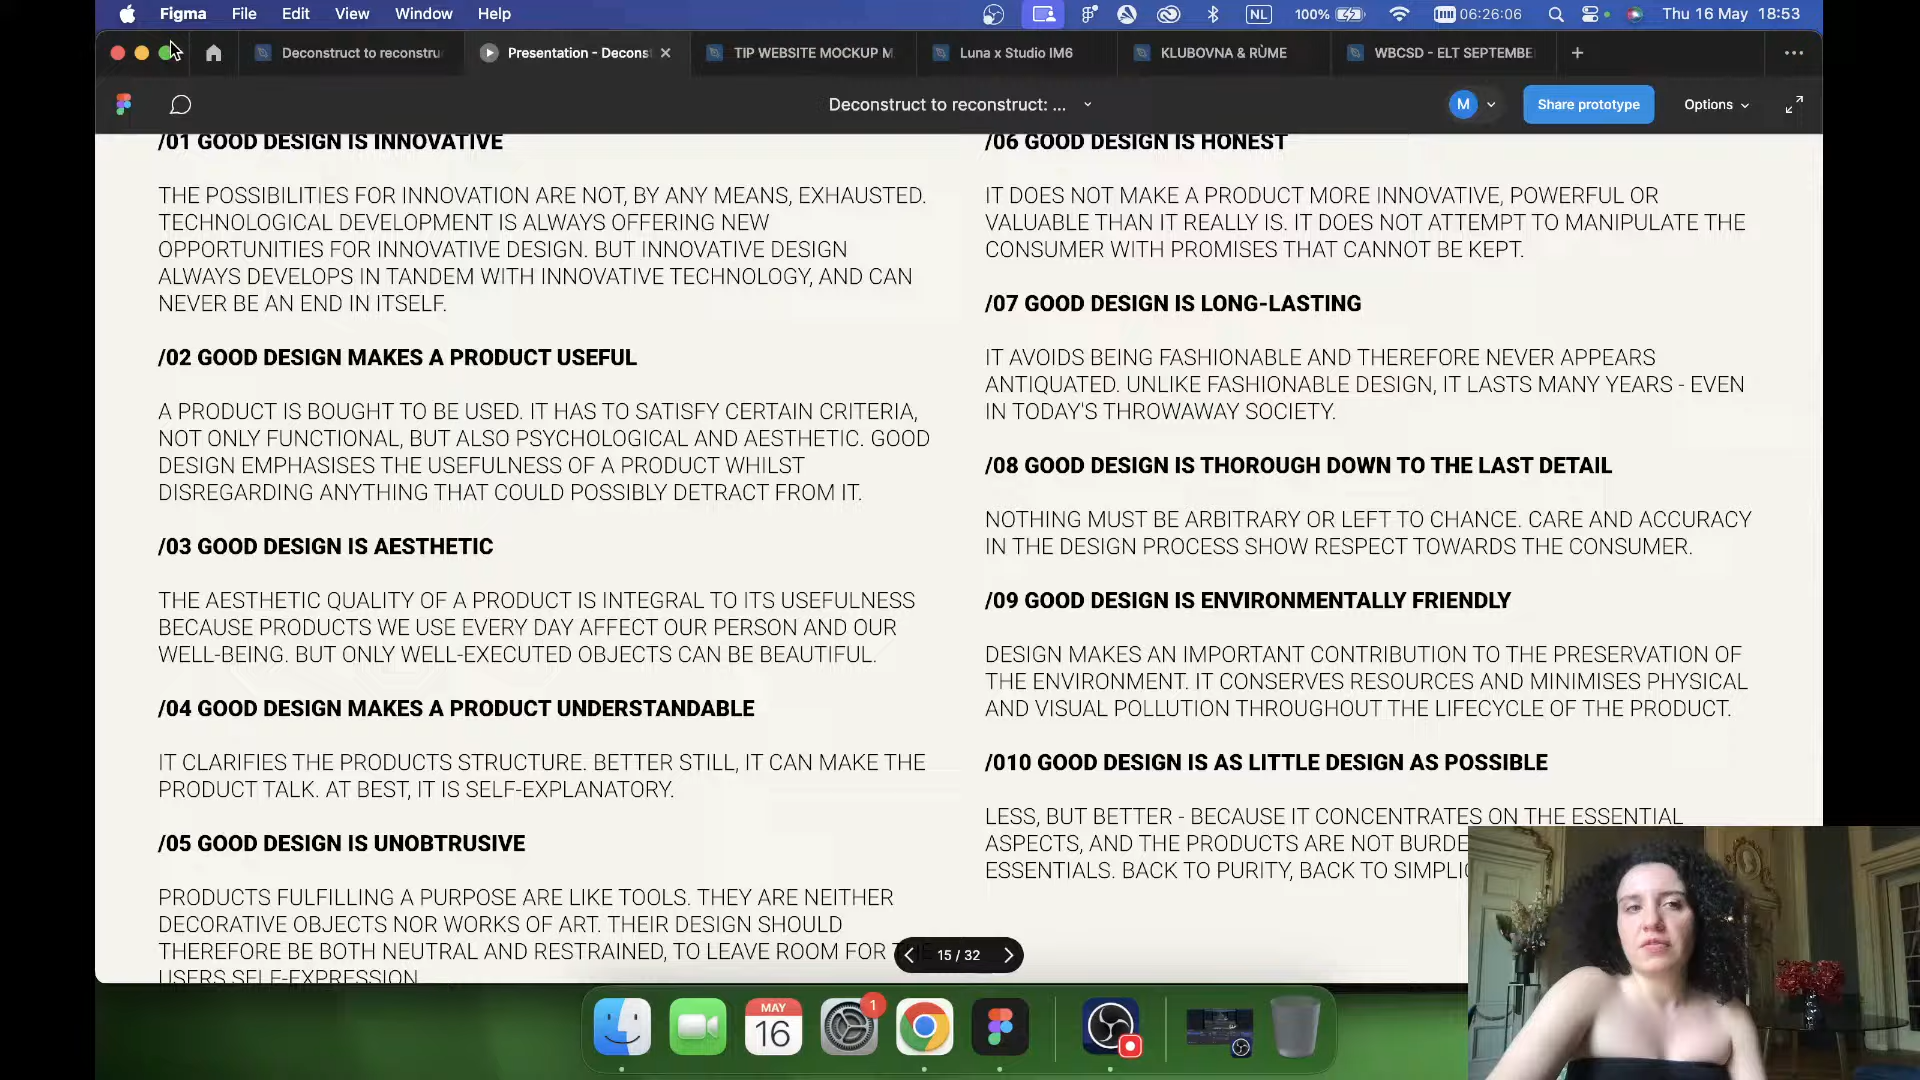 Figma File Edit View Window Help
NL 100% 06:26:06 Thu 16 May 18:53
Deconstruct to reconstru
Presentation - Decons
TIP WEBSITE MOCKUP M
Luna x Studio IM6
KLUBOVNA & RÙME
WBCSD - ELT SEPTEMBE
Deconstruct to reconstruct: ...
M
Share prototype
Options
/01 GOOD DESIGN IS INNOVATIVE
THE POSSIBILITIES FOR INNOVATION ARE NOT, BY ANY MEANS, EXHAUSTED.
TECHNOLOGICAL DEVELOPMENT IS ALWAYS OFFERING NEW
OPPORTUNITIES FOR INNOVATIVE DESIGN. BUT INNOVATIVE DESIGN
ALWAYS DEVELOPS IN TANDEM WITH INNOVATIVE TECHNOLOGY, AND CAN
NEVER BE AN END IN ITSELF.
/02 GOOD DESIGN MAKES A PRODUCT USEFUL
A PRODUCT IS BOUGHT TO BE USED. IT HAS TO SATISFY CERTAIN CRITERIA,
NOT ONLY FUNCTIONAL, BUT ALSO PSYCHOLOGICAL AND AESTHETIC. GOOD
DESIGN EMPHASISES THE USEFULNESS OF A PRODUCT WHILST
DISREGARDING ANYTHING THAT COULD POSSIBLY DETRACT FROM IT.
/03 GOOD DESIGN IS AESTHETIC
THE AESTHETIC QUALITY OF A PRODUCT IS INTEGRAL TO ITS USEFULNESS
BECAUSE PRODUCTS WE USE EVERY DAY AFFECT OUR PERSON AND OUR
WELL-BEING. BUT ONLY WELL-EXECUTED OBJECTS CAN BE BEAUTIFUL.
/04 GOOD DESIGN MAKES A PRODUCT UNDERSTANDABLE
IT CLARIFIES THE PRODUCTS STRUCTURE. BETTER STILL, IT CAN MAKE THE
PRODUCT TALK. AT BEST, IT IS SELF-EXPLANATORY.
/05 GOOD DESIGN IS UNOBTRUSIVE
PRODUCTS FULFILLING A PURPOSE ARE LIKE TOOLS. THEY ARE NEITHER
DECORATIVE OBJECTS NOR WORKS OF ART. THEIR DESIGN SHOULD
THEREFORE BE BOTH NEUTRAL AND RESTRAINED, TO LEAVE ROOM FOR THE
USERS SELF-EXPRESSION
/06 GOOD DESIGN IS HONEST
IT DOES NOT MAKE A PRODUCT MORE INNOVATIVE, POWERFUL OR
VALUABLE THAN IT REALLY IS. IT DOES NOT ATTEMPT TO MANIPULATE THE
CONSUMER WITH PROMISES THAT CANNOT BE KEPT.
/07 GOOD DESIGN IS LONG-LASTING
IT AVOIDS BEING FASHIONABLE AND THEREFORE NEVER APPEARS
ANTIQUATED. UNLIKE FASHIONABLE DESIGN, IT LASTS MANY YEARS - EVEN
IN TODAY'S THROWAWAY SOCIETY.
/08 GOOD DESIGN IS THOROUGH DOWN TO THE LAST DETAIL
NOTHING MUST BE ARBITRARY OR LEFT TO CHANCE. CARE AND ACCURACY
IN THE DESIGN PROCESS SHOW RESPECT TOWARDS THE CONSUMER.
/09 GOOD DESIGN IS ENVIRONMENTALLY FRIENDLY
DESIGN MAKES AN IMPORTANT CONTRIBUTION TO THE PRESERVATION OF
THE ENVIRONMENT. IT CONSERVES RESOURCES AND MINIMISES PHYSICAL
AND VISUAL POLLUTION THROUGHOUT THE LIFECYCLE OF THE PRODUCT.
/010 GOOD DESIGN IS AS LITTLE DESIGN AS POSSIBLE
LESS, BUT BETTER - BECAUSE IT CONCENTRATES ON THE ESSENTIAL
ASPECTS, AND THE PRODUCTS ARE NOT BURDE
ESSENTIALS. BACK TO PURITY, BACK TO SIMPLIC
15 / 32
MAY
16
1